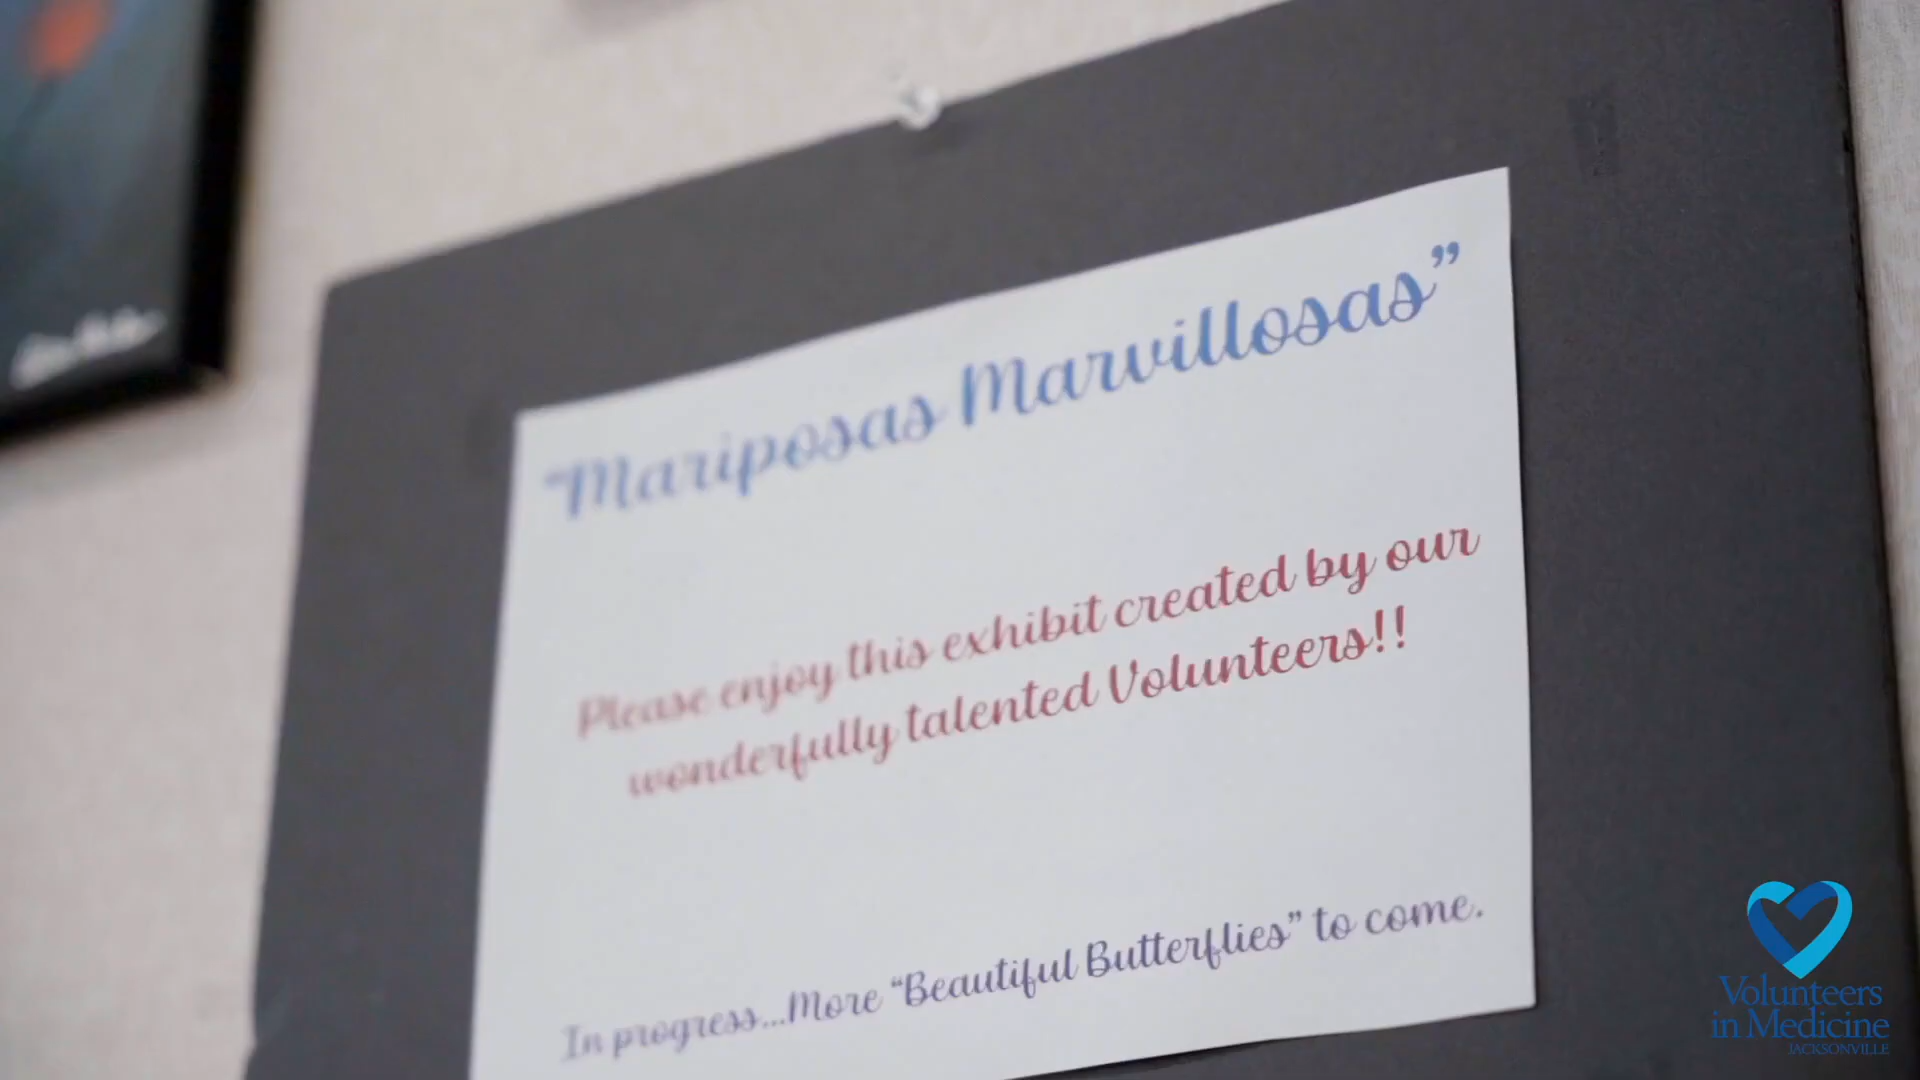 “Mariposas Marvillosas”
Please enjoy this exhibit created by our
wonderfully talented Volunteers!!
In progress...More “Beautiful Butterflies” to come.
Volunteers
in Medicine
JACKSONVILLE